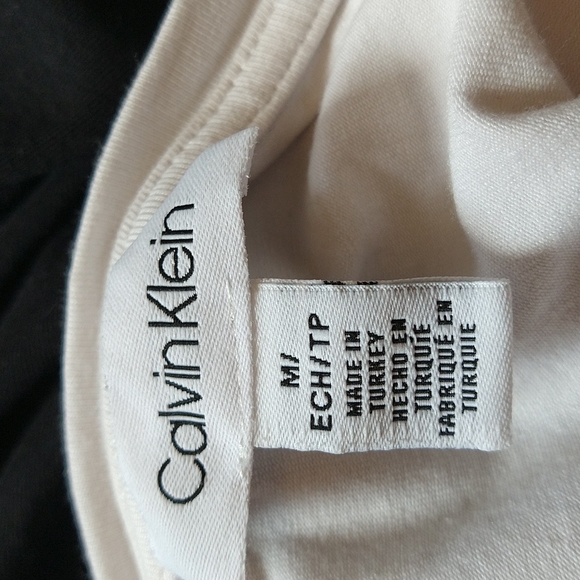 Calvin Klein
M/
ECH/TP
MADE IN
TURKEY
HECHO EN
TURQUÍE
FABRIQUÉ EN
TURQUIE